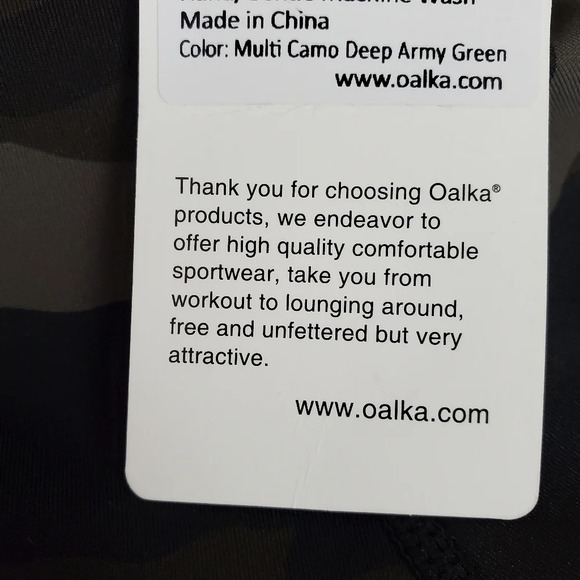 Machine Wash
Made in China
Color: Multi Camo Deep Army Green
www.oalka.com
Thank you for choosing Oalka®
products, we endeavor to
offer high quality comfortable
sportwear, take you from
workout to lounging around,
free and unfettered but very
attractive.
www.oalka.com